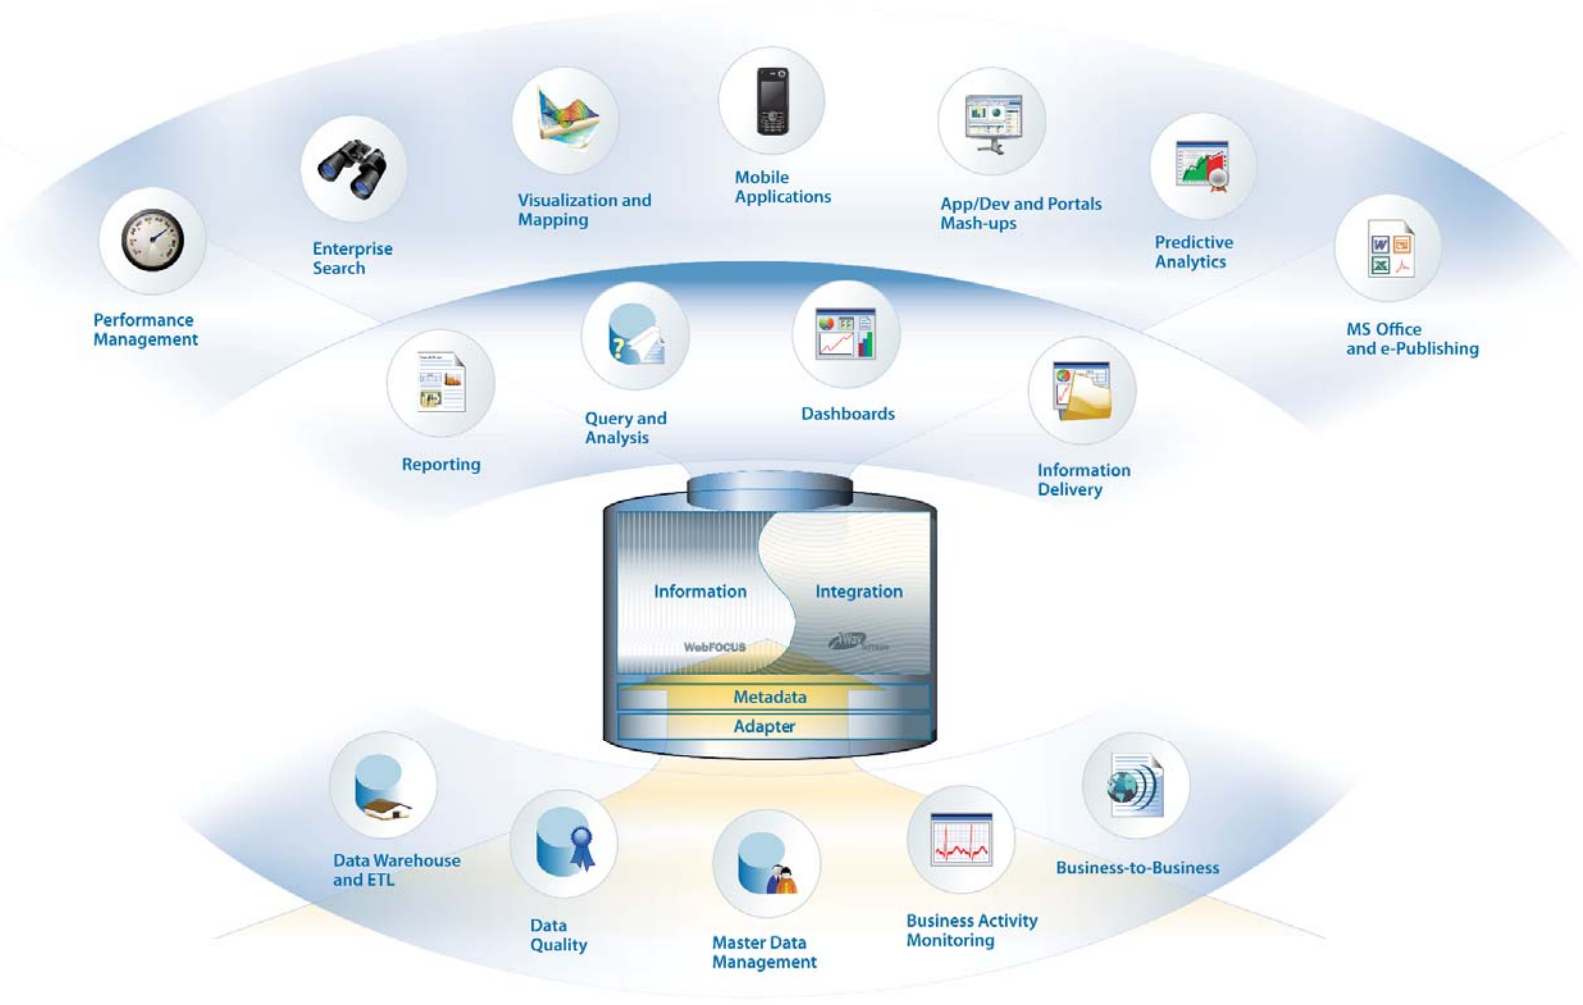 Mobile
Applications
Visualization and
Mapping
App/Dev and Portals
Mash-ups
Enterprise
Search
Predictive
Analytics
Performance
Management
MS Office
and e-Publishing
Reporting
Query and
Analysis
Dashboards
Information
Delivery
Information
Integration
WebFOCUS
iWay
Metadata
Adapter
Data Warehouse
and ETL
Data
Quality
Master Data
Management
Business Activity
Monitoring
Business-to-Business